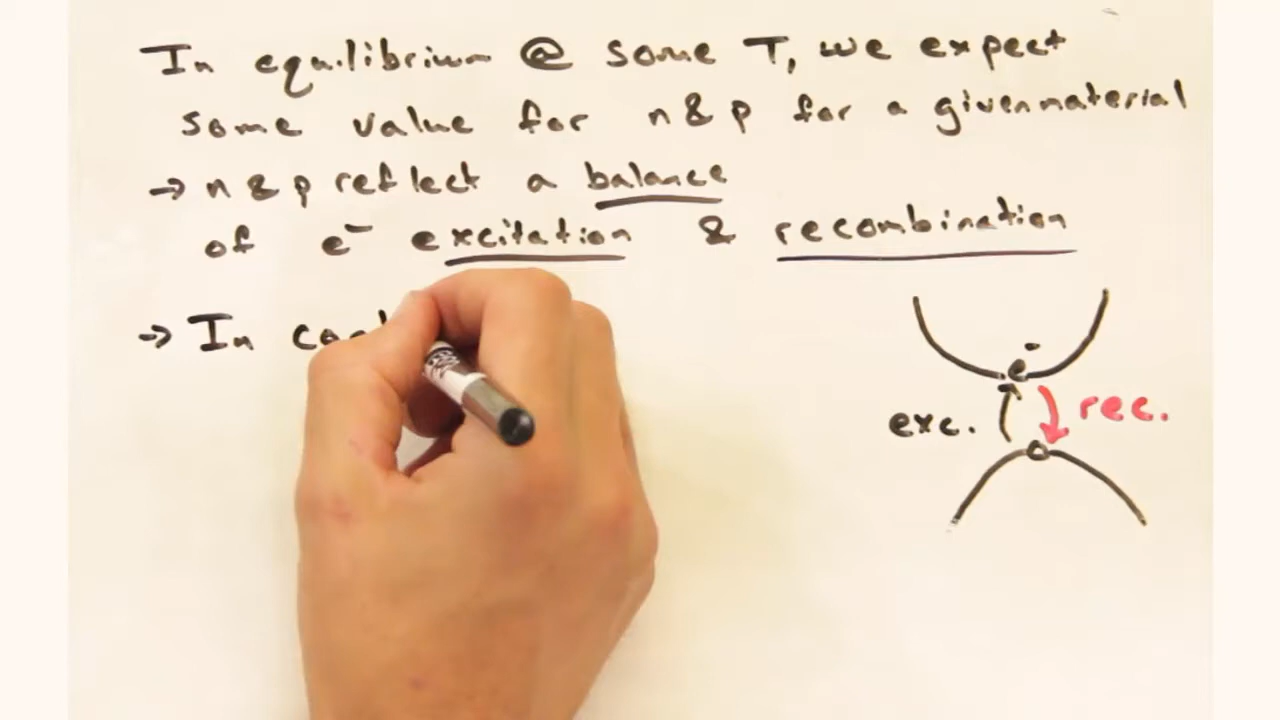 In equilibrium @ some T, we expect
some value for n & p for a given material
→ n & p reflect a balance
of e⁻ excitation & recombination
→ In
e⁻
exc.
rec.